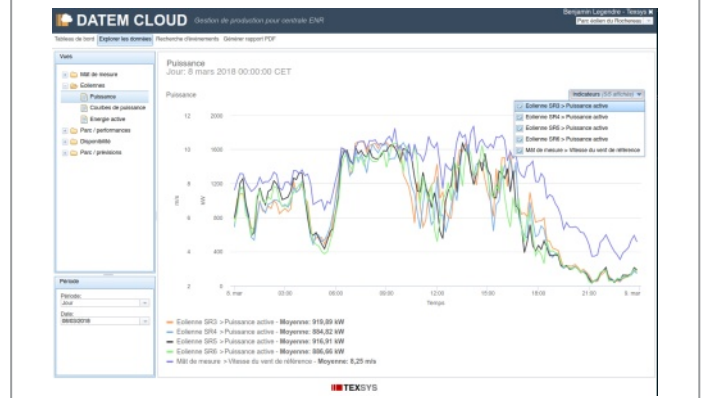 DATEM CLOUD Gestion de production pour centrale ENR
Benjamin Legendre - Texsys
Parc éolien du Rochereau
Tableau de bord Explorer les données Recherche d'évenements Générer rapport PDF
Vues
Mât de mesure
Eoliennes
Puissance
Courbes de puissance
Energie active
Parc / performances
Disponibilité
Parc / prévisions
Puissance
Jour: 8 mars 2018 00:00:00 CET
Puissance
Indicateurs (5/5 affichés)
Eolienne SR3 > Puissance active
Eolienne SR4 > Puissance active
Eolienne SR5 > Puissance active
Eolienne SR6 > Puissance active
Mât de mesure > Vitesse du vent de référence
12 2000
10 1600
8 1200
6 800
4 400
2 0
m/s
kW
8. mar 03:00 06:00 09:00 12:00 15:00 18:00 21:00 9. mar
Temps
Période
Période:
Jour
Date:
08/03/2018
Eolienne SR3 > Puissance active - Moyenne: 919,89 kW
Eolienne SR4 > Puissance active - Moyenne: 884,82 kW
Eolienne SR5 > Puissance active - Moyenne: 916,91 kW
Eolienne SR6 > Puissance active - Moyenne: 886,66 kW
Mât de mesure > Vitesse du vent de référence - Moyenne: 8,25 m/s
TEXSYS